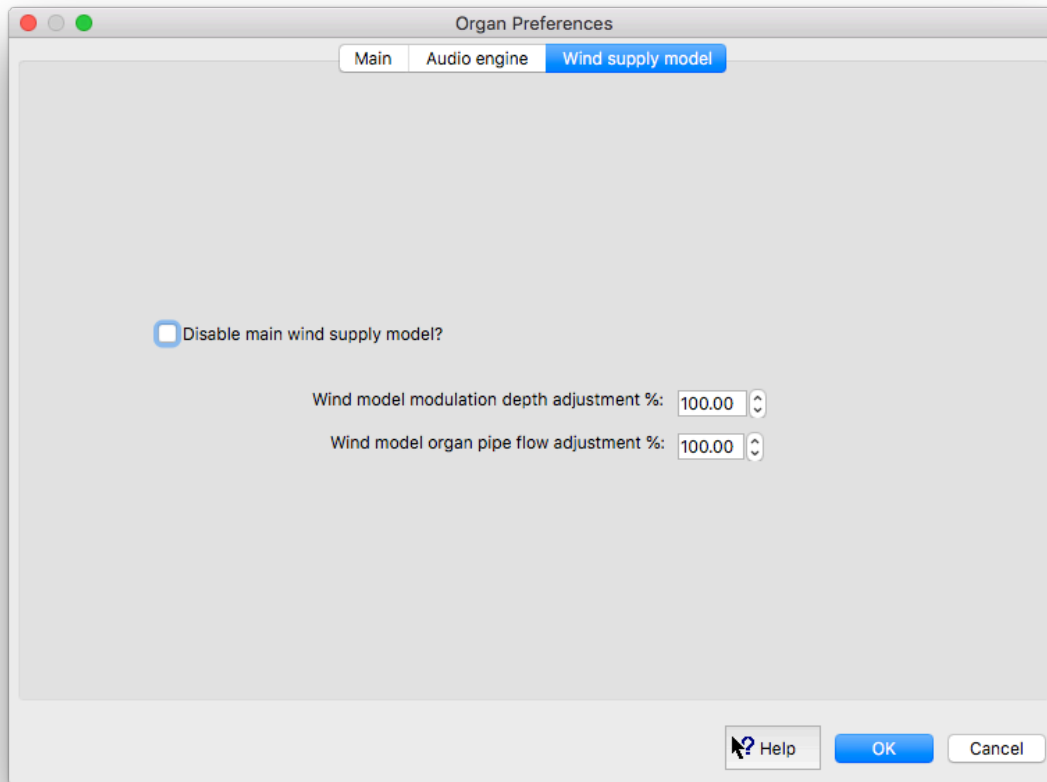 Organ Preferences
Main Audio engine Wind supply model
Disable main wind supply model?
Wind model modulation depth adjustment %: 100.00
Wind model organ pipe flow adjustment %: 100.00
? Help OK Cancel